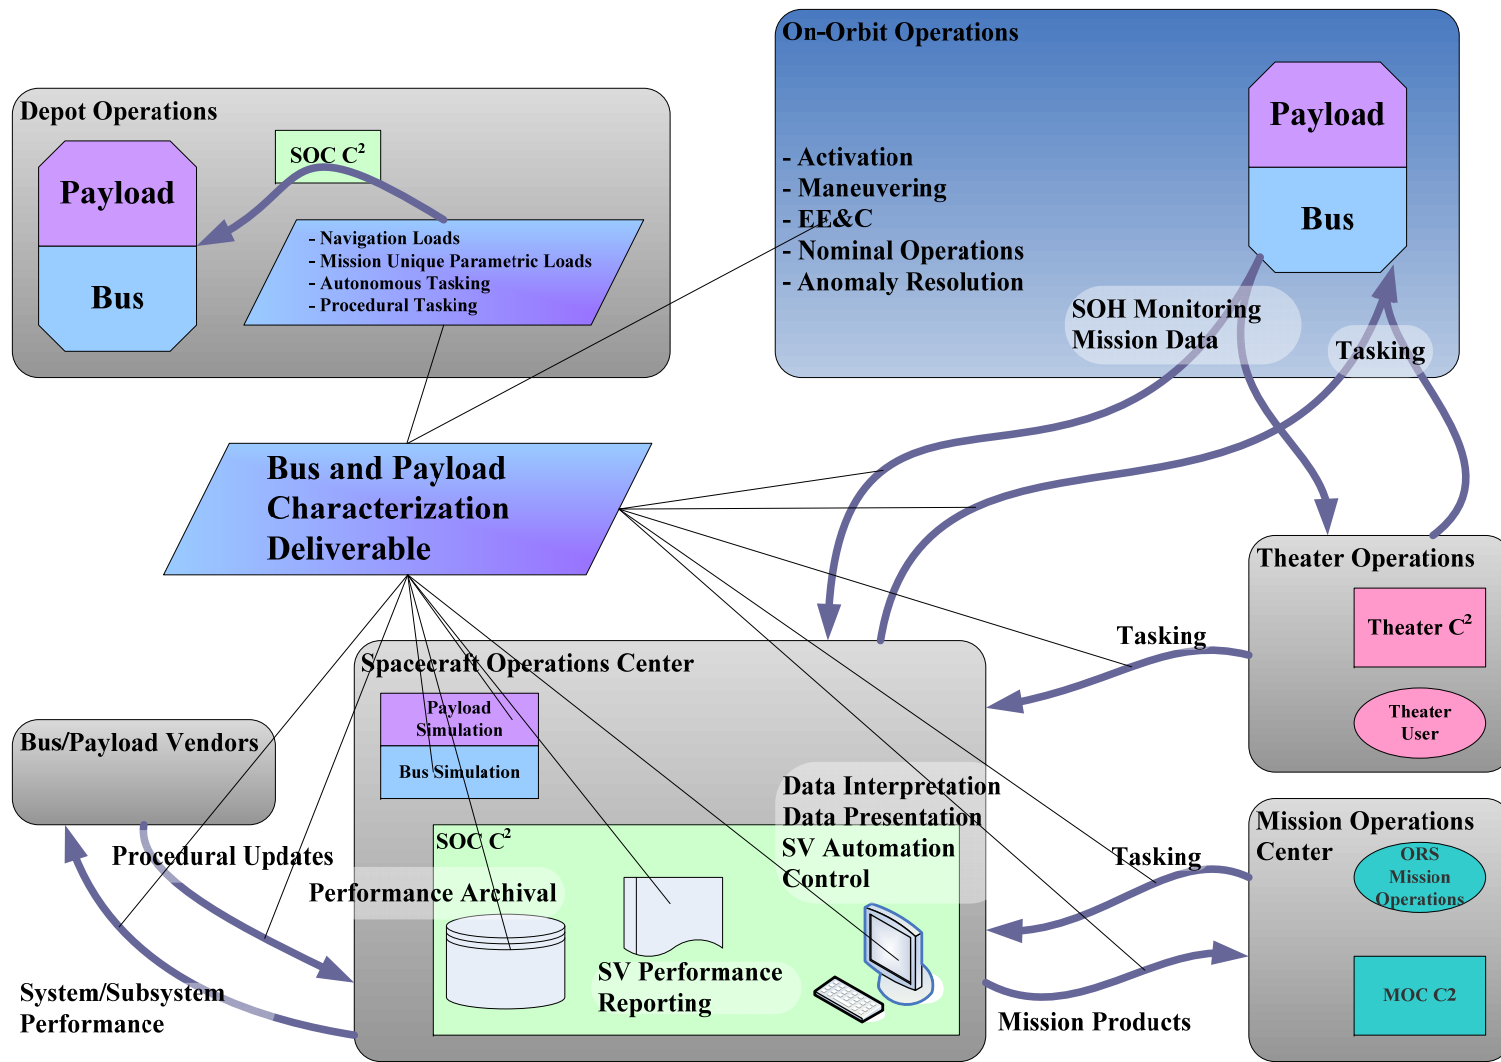 On-Orbit Operations
Depot Operations
Payload
Bus
SOC C²
- Navigation Loads
- Mission Unique Parametric Loads
- Autonomous Tasking
- Procedural Tasking
- Activation
- Maneuvering
- EE&C
- Nominal Operations
- Anomaly Resolution
Payload
Bus
SOH Monitoring
Mission Data
Tasking
Bus and Payload
Characterization
Deliverable
Theater Operations
Theater C²
Theater
User
Tasking
Spacecraft Operations Center
Payload
Simulation
Bus Simulation
Bus/Payload Vendors
Procedural Updates
System/Subsystem
Performance
SOC C²
Performance Archival
SV Performance
Reporting
Data Interpretation
Data Presentation
SV Automation
Control
Tasking
Mission Products
Mission Operations
Center
ORS
Mission
Operations
MOC C2